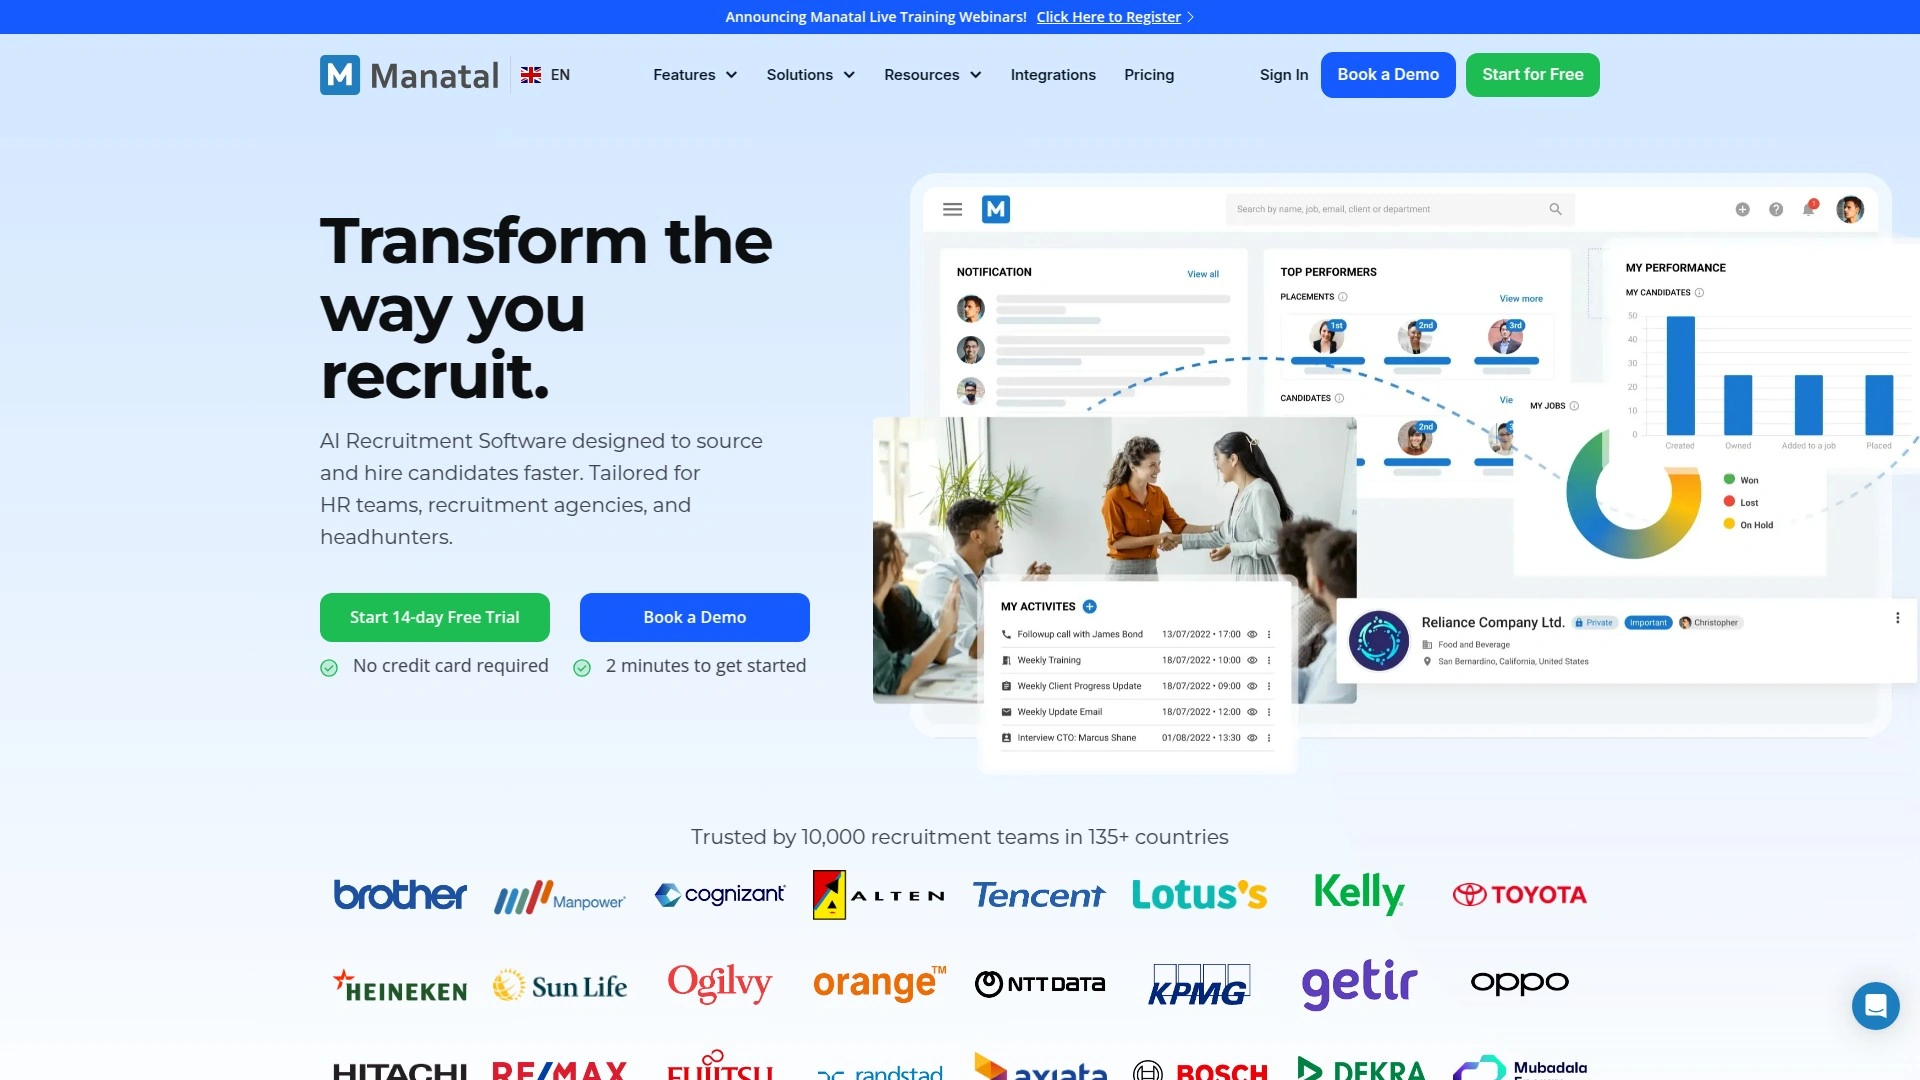 Announcing Manatal Live Training Webinars! Click Here to Register
M Manatal
EN
Features
Solutions
Resources
Integrations
Pricing
Sign In
Book a Demo
Start for Free
Transform the
way you
recruit.
AI Recruitment Software designed to source
and hire candidates faster. Tailored for
HR teams, recruitment agencies, and
headhunters.
Start 14-day Free Trial
Book a Demo
No credit card required
2 minutes to get started
M
Search by name, job, email, client or department
1
NOTIFICATION
View all
TOP PERFORMERS
PLACEMENTS
View more
1st
2nd
3rd
CANDIDATES
Vie
2nd
3
MY PERFORMANCE
MY CANDIDATES
50
40
30
20
10
0
Created
Owned
Added to a job
Placed
MY JOBS
Won
Lost
On Hold
MY ACTIVITES
Followup call with James Bond 13/07/2022 • 17:00
Weekly Training 18/07/2022 • 10:00
Weekly Client Progress Update 18/07/2022 • 09:00
Weekly Update Email 18/07/2022 • 12:00
Interview CTO: Marcus Shane 01/08/2022 • 13:30
Reliance Company Ltd. Private Important Christopher
Food and Beverage
San Bernardino, California, United States
Trusted by 10,000 recruitment teams in 135+ countries
brother
Manpower
cognizant
ALTEN
Tencent
Lotus's
Kelly
TOYOTA
HEINEKEN
Sun Life
Ogilvy
orange™
NTT DATA
KPMG
getir
oppo
HITACHI
RE/MAX
FUJITSU
randstad
axiata
BOSCH
DEKRA
Mubadala